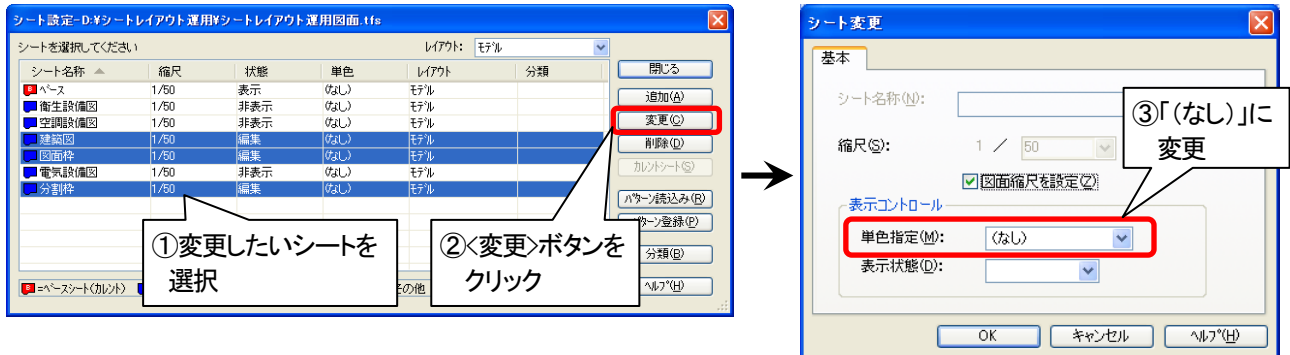 シート設定-D:¥シートレイアウト運用¥シートレイアウト運用図面.tfs
シートを選択してください
レイアウト: モデル
シート名称 縮尺 状態 単色 レイアウト 分類
ベース 1/50 表示 (なし) モデル
衛生設備図 1/50 非表示 (なし) モデル
空調設備図 1/50 非表示 (なし) モデル
建築図 1/50 編集 (なし) モデル
図面枠 1/50 編集 (なし) モデル
電気設備図 1/50 非表示 (なし) モデル
分割枠 1/50 編集 (なし) モデル
閉じる
追加(A)
変更(C)
削除(D)
カレントシート(S)
パターン読込み(R)
パターン登録(P)
分類(B)
ヘルプ(H)
=ベースシート(カレント)
その他
①変更したいシートを
選択
②<変更>ボタンを
クリック
シート変更
基本
シート名称(N):
縮尺(S): 1 / 50
図面縮尺を設定(Z)
表示コントロール
単色指定(M): (なし)
表示状態(D):
OK キャンセル ヘルプ(H)
③「(なし)」に
変更